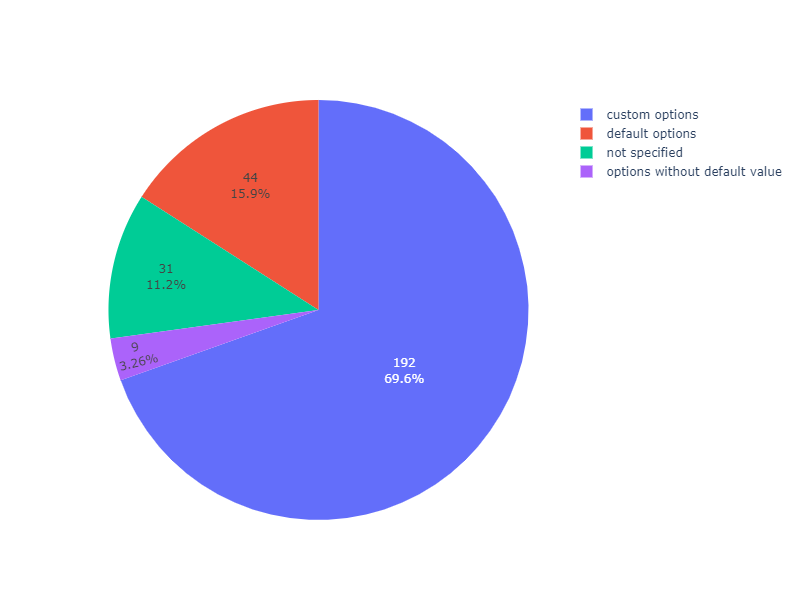 custom options
default options
not specified
options without default value
44
15.9%
31
11.2%
9
3.26%
192
69.6%